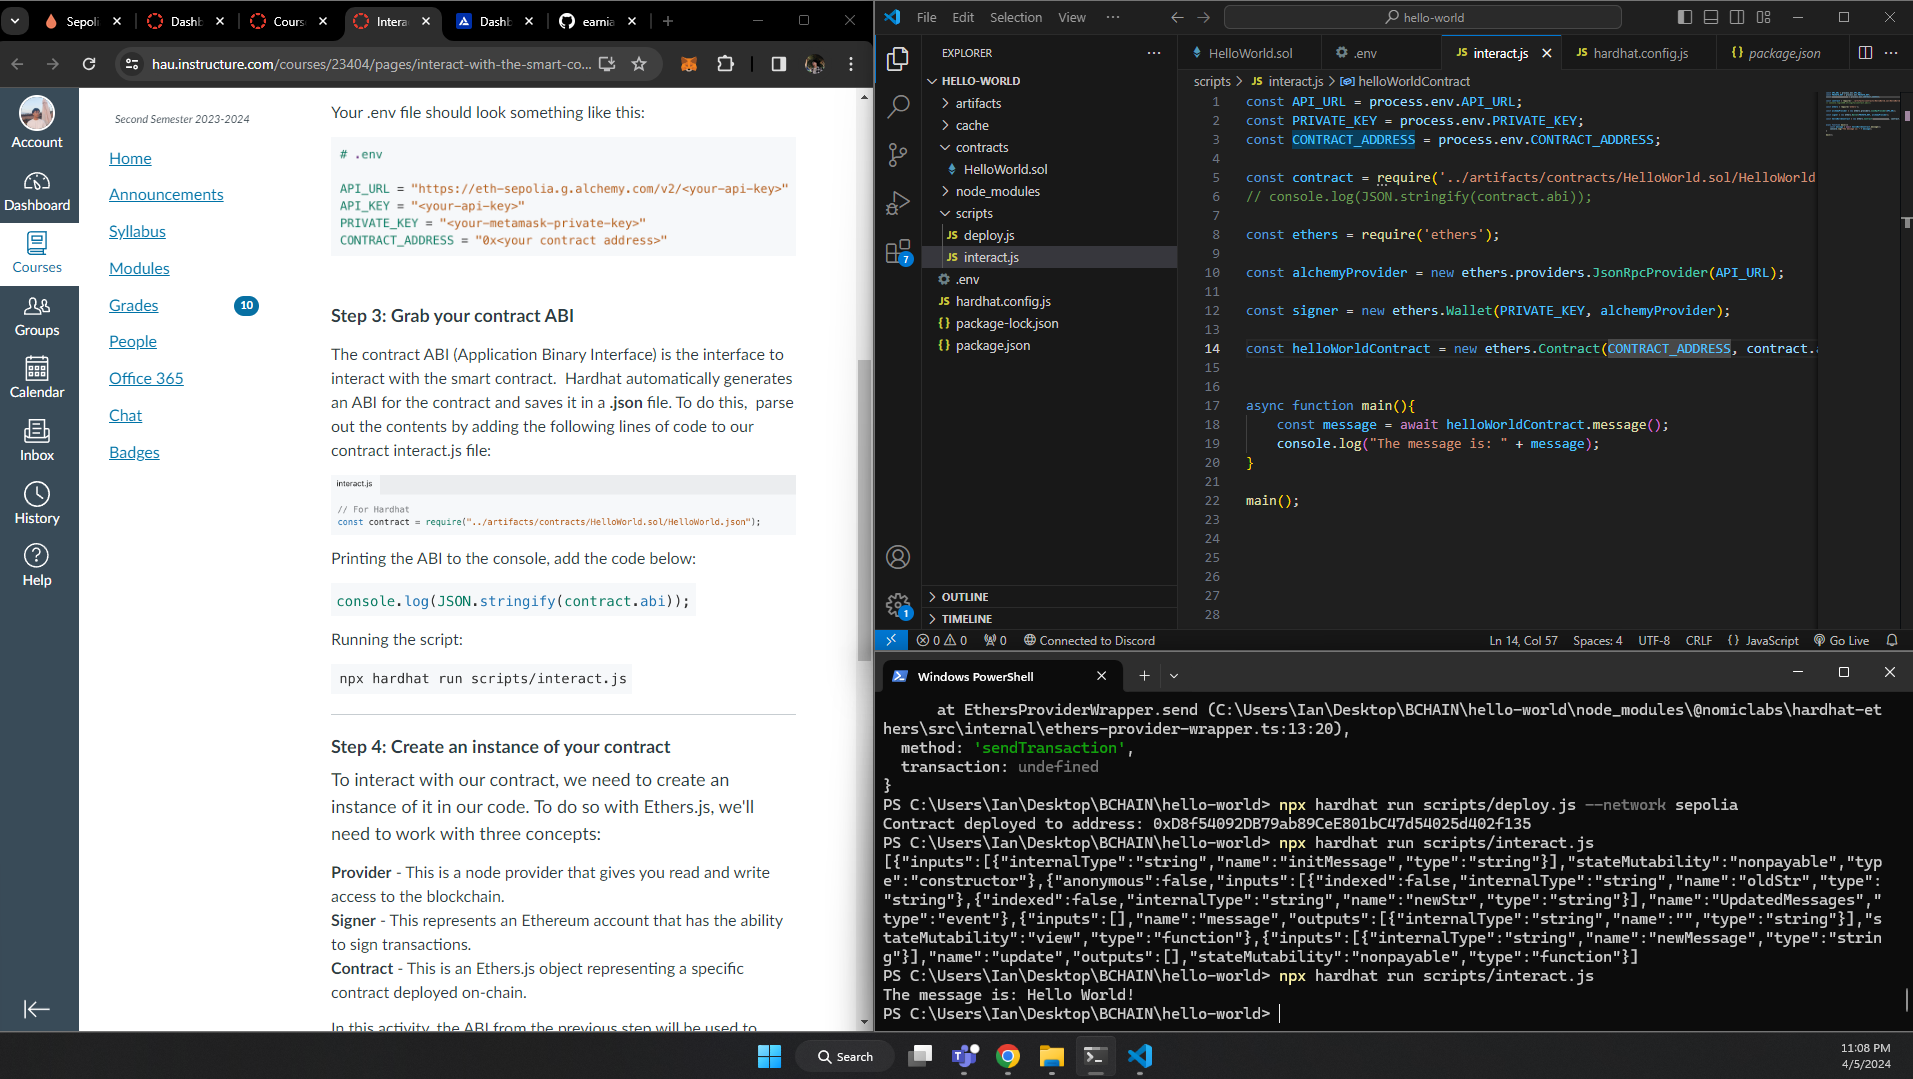 Sepoli
Dashb
Cours
Intera
Dashb
earnia
hau.instructure.com/courses/23404/pages/interact-with-the-smart-co...
Account
Dashboard
Courses
Groups
Calendar
Inbox
History
Help
Second Semester 2023-2024
Home
Announcements
Syllabus
Modules
Grades
10
People
Office 365
Chat
Badges
Your .env file should look something like this:
# .env
API_URL = "https://eth-sepolia.g.alchemy.com/v2/<your-api-key>"
API_KEY = "<your-api-key>"
PRIVATE_KEY = "<your-metamask-private-key>"
CONTRACT_ADDRESS = "0x<your contract address>"
Step 3: Grab your contract ABI
The contract ABI (Application Binary Interface) is the interface to
interact with the smart contract.  Hardhat automatically generates
an ABI for the contract and saves it in a .json file. To do this,  parse
out the contents by adding the following lines of code to our
contract interact.js file:
interact.js
// For Hardhat
const contract = require("../artifacts/contracts/HelloWorld.sol/HelloWorld.json");
Printing the ABI to the console, add the code below:
console.log(JSON.stringify(contract.abi));
Running the script:
npx hardhat run scripts/interact.js
Step 4: Create an instance of your contract
To interact with our contract, we need to create an
instance of it in our code. To do so with Ethers.js, we'll
need to work with three concepts:
Provider - This is a node provider that gives you read and write
access to the blockchain.
Signer - This represents an Ethereum account that has the ability
to sign transactions.
Contract - This is an Ethers.js object representing a specific
contract deployed on-chain.
In this activity, the ABI from the previous step will be used to
File Edit Selection View ···
hello-world
EXPLORER
HELLO-WORLD
artifacts
cache
contracts
HelloWorld.sol
node_modules
scripts
JS deploy.js
JS interact.js
.env
JS hardhat.config.js
{} package-lock.json
{} package.json
OUTLINE
TIMELINE
7
1
HelloWorld.sol
.env
JS interact.js
JS hardhat.config.js
{} package.json
scripts > JS interact.js > helloWorldContract
1 const API_URL = process.env.API_URL;
2 const PRIVATE_KEY = process.env.PRIVATE_KEY;
3 const CONTRACT_ADDRESS = process.env.CONTRACT_ADDRESS;
4
5 const contract = require('../artifacts/contracts/HelloWorld.sol/HelloWorld
6 // console.log(JSON.stringify(contract.abi));
7
8 const ethers = require('ethers');
9
10 const alchemyProvider = new ethers.providers.JsonRpcProvider(API_URL);
11
12 const signer = new ethers.Wallet(PRIVATE_KEY, alchemyProvider);
13
14 const helloWorldContract = new ethers.Contract(CONTRACT_ADDRESS, contract.a
15
16
17 async function main(){
18 const message = await helloWorldContract.message();
19 console.log("The message is: " + message);
20 }
21
22 main();
23
24
25
26
27
28
0 0 0 Connected to Discord
Ln 14, Col 57 Spaces: 4 UTF-8 CRLF {} JavaScript Go Live
Windows PowerShell
at EthersProviderWrapper.send (C:\Users\Ian\Desktop\BCHAIN\hello-world\node_modules\@nomiclabs\hardhat-et
hers\src\internal\ethers-provider-wrapper.ts:13:20),
method: 'sendTransaction',
transaction: undefined
}
PS C:\Users\Ian\Desktop\BCHAIN\hello-world> npx hardhat run scripts/deploy.js --network sepolia
Contract deployed to address: 0xD8f54092DB79ab89CeE801bC47d54025d402f135
PS C:\Users\Ian\Desktop\BCHAIN\hello-world> npx hardhat run scripts/interact.js
[{"inputs":[{"internalType":"string","name":"initMessage","type":"string"}],"stateMutability":"nonpayable","typ
e":"constructor"},{"anonymous":false,"inputs":[{"indexed":false,"internalType":"string","name":"oldStr","type":
"string"},{"indexed":false,"internalType":"string","name":"newStr","type":"string"}],"name":"UpdatedMessages","
type":"event"},{"inputs":[],"name":"message","outputs":[{"internalType":"string","name":"","type":"string"}],"s
tateMutability":"view","type":"function"},{"inputs":[{"internalType":"string","name":"newMessage","type":"strin
g"}],"name":"update","outputs":[],"stateMutability":"nonpayable","type":"function"}]
PS C:\Users\Ian\Desktop\BCHAIN\hello-world> npx hardhat run scripts/interact.js
The message is: Hello World!
PS C:\Users\Ian\Desktop\BCHAIN\hello-world>
Search
11:08 PM
4/5/2024